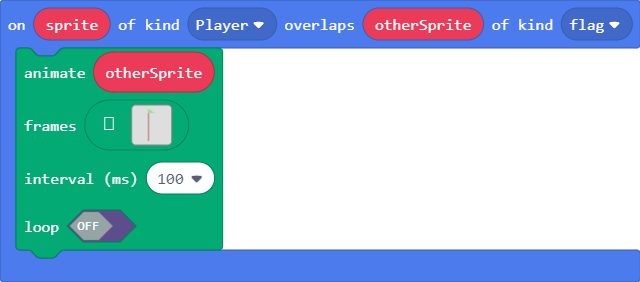 on sprite of kind Player overlaps otherSprite of kind flag
animate otherSprite
frames
interval (ms) 100
loop OFF